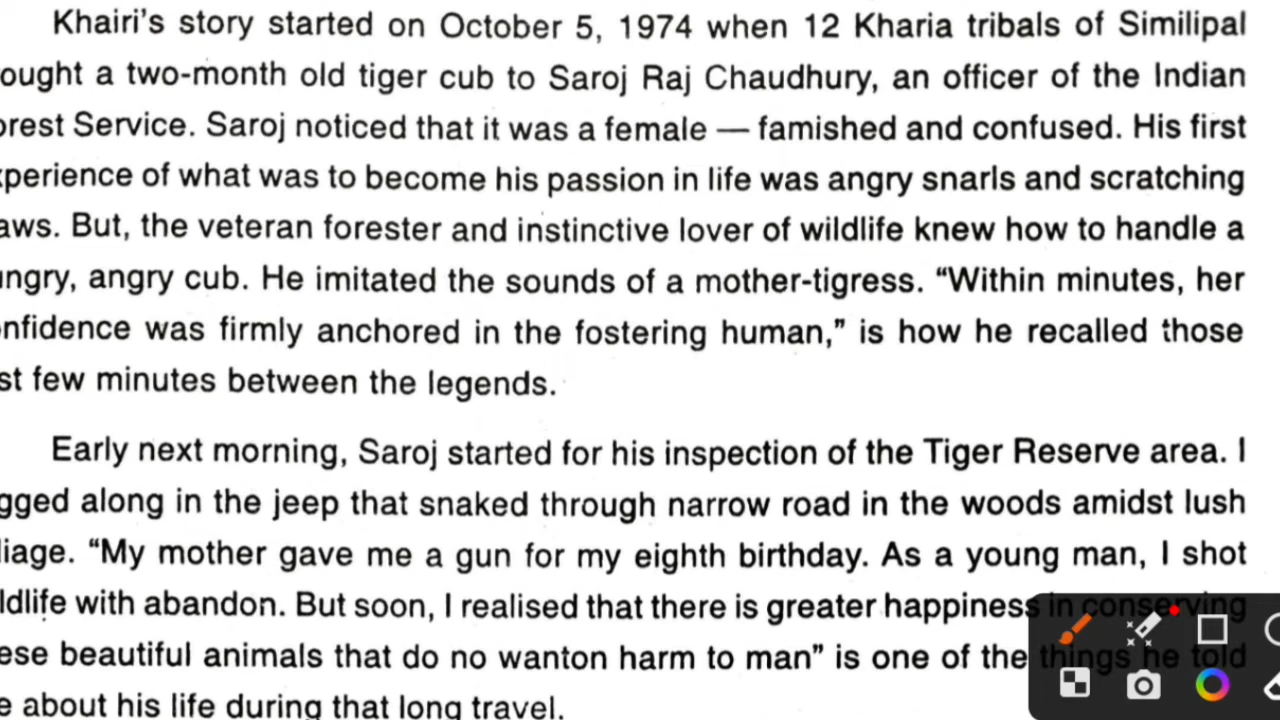 Khairi's story started on October 5, 1974 when 12 Kharia tribals of Similipal
ought a two-month old tiger cub to Saroj Raj Chaudhury, an officer of the Indian
orest Service. Saroj noticed that it was a female — famished and confused. His first
xperience of what was to become his passion in life was angry snarls and scratching
aws. But, the veteran forester and instinctive lover of wildlife knew how to handle a
ngry, angry cub. He imitated the sounds of a mother-tigress. “Within minutes, her
onfidence was firmly anchored in the fostering human,” is how he recalled those
st few minutes between the legends.
Early next morning, Saroj started for his inspection of the Tiger Reserve area. I
gged along in the jeep that snaked through narrow road in the woods amidst lush
liage. “My mother gave me a gun for my eighth birthday. As a young man, I shot
ldlife with abandon. But soon, I realised that there is greater happiness in conserving
ese beautiful animals that do no wanton harm to man” is one of the things he told
e about his life during that long travel.